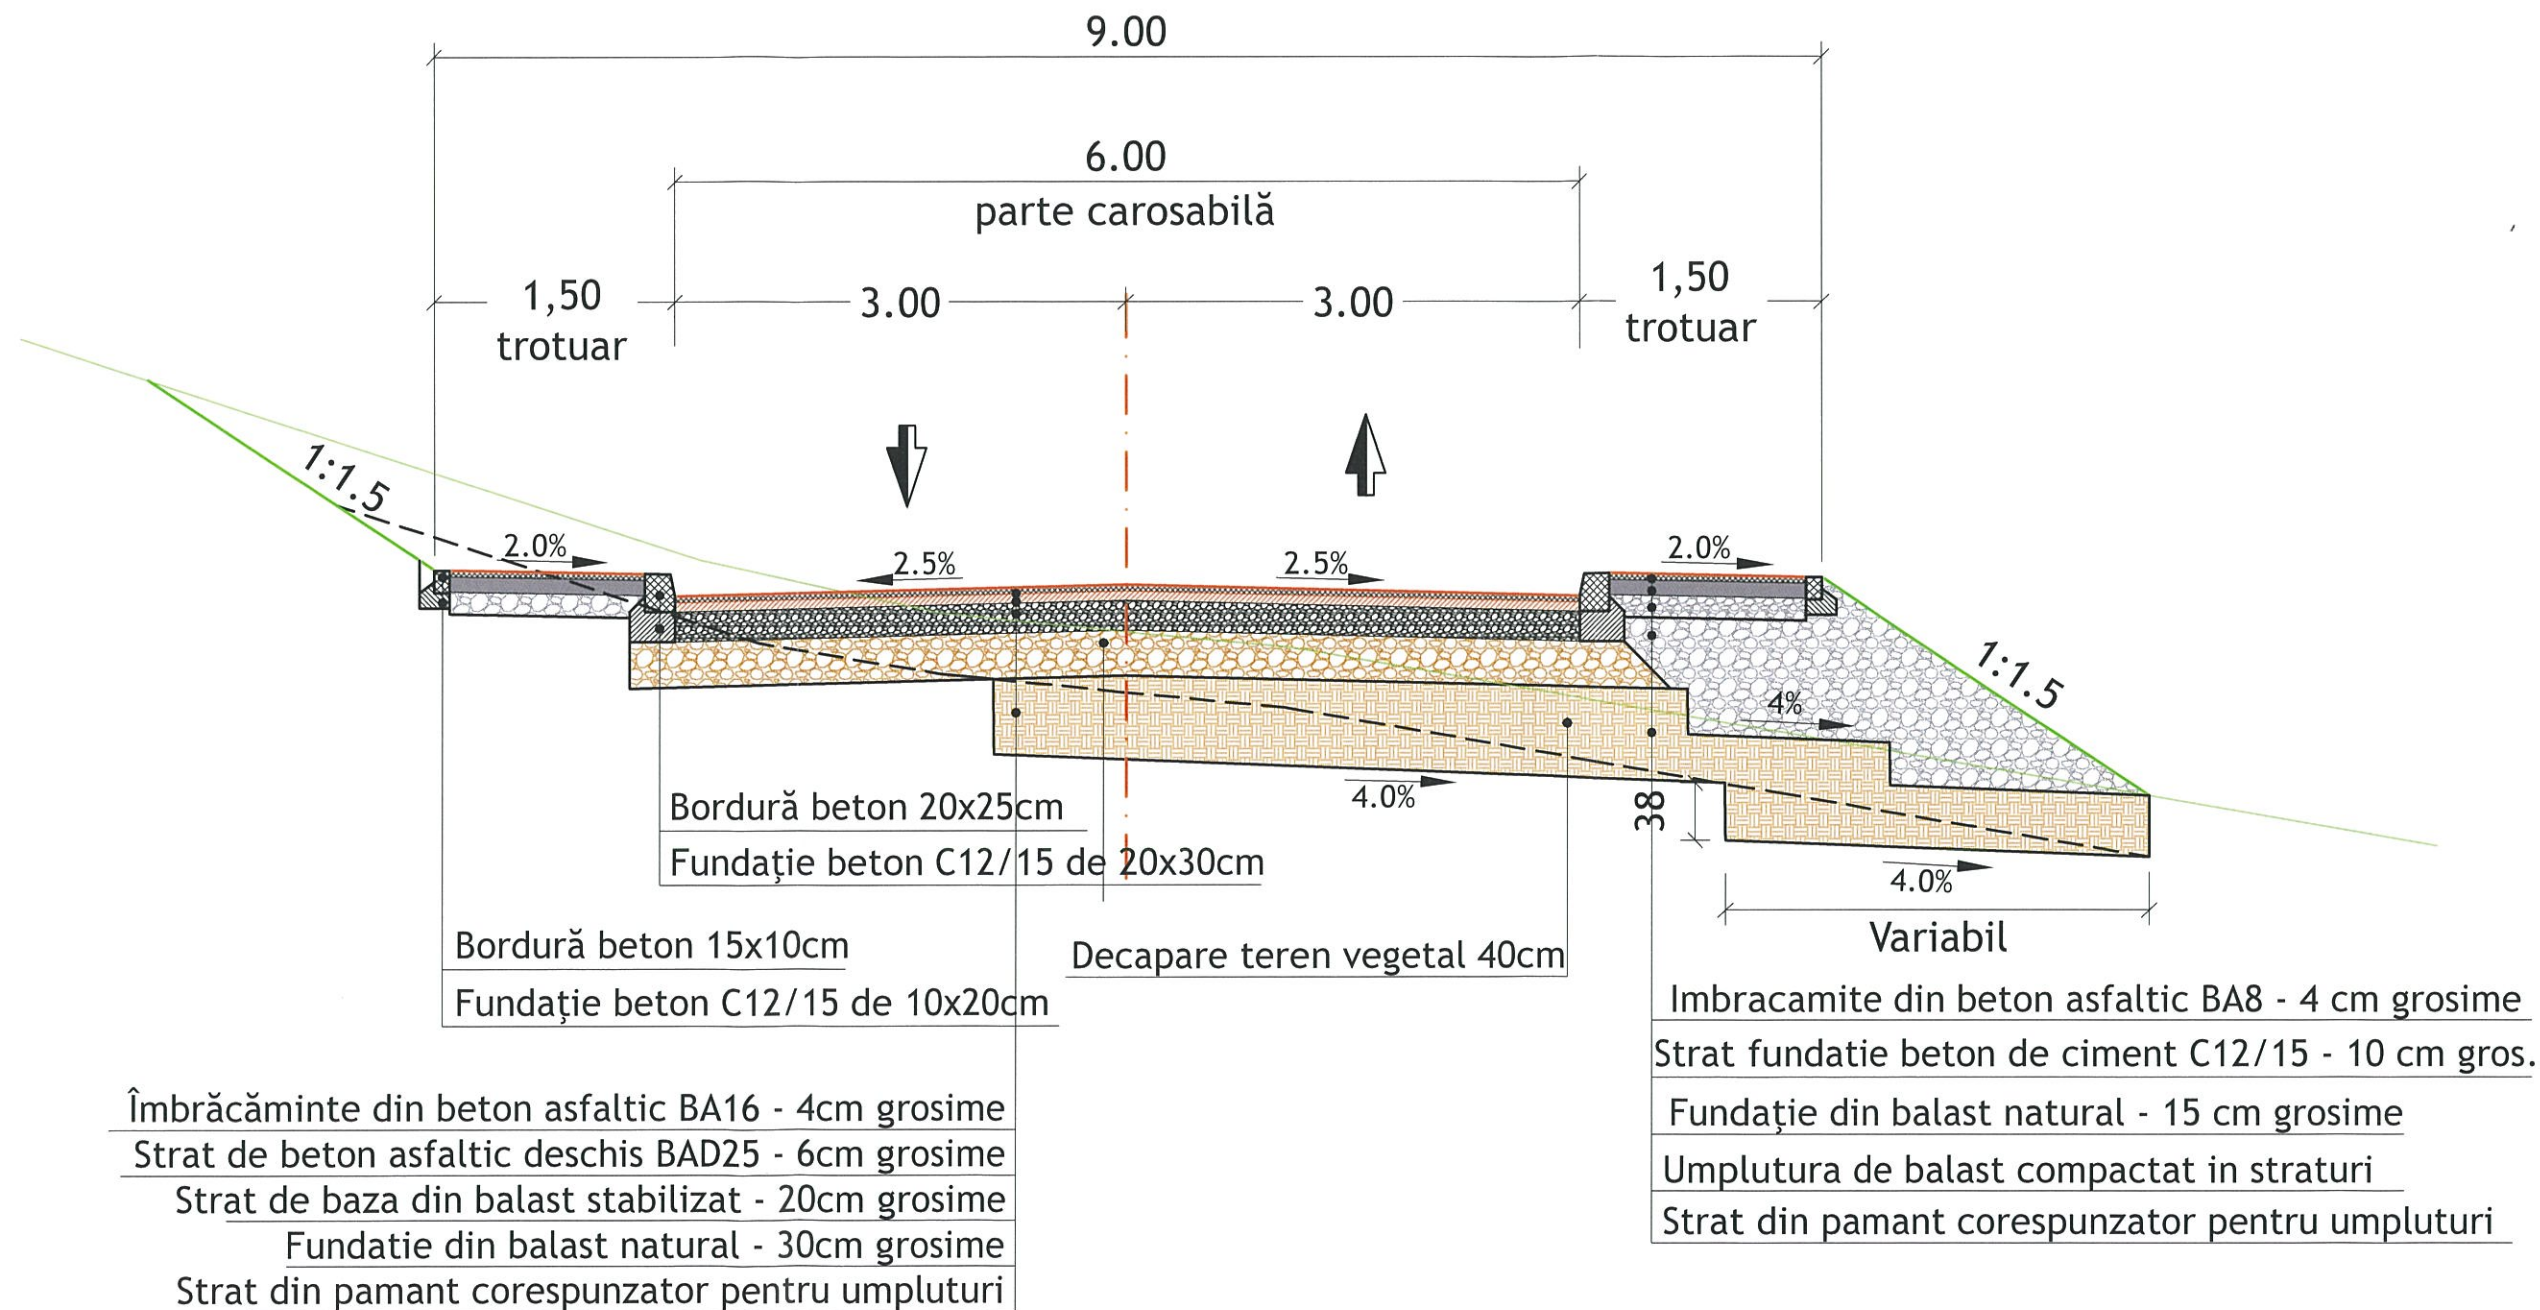 9.00
6.00
parte carosabilă
1,50
trotuar
3.00
3.00
1,50
trotuar
1:1.5
2.0%
2.5%
2.5%
2.0%
1:1.5
4%
4.0%
38
4.0%
Variabil
Bordură beton 20x25cm
Fundaţie beton C12/15 de 20x30cm
Bordură beton 15x10cm
Fundaţie beton C12/15 de 10x20cm
Decapare teren vegetal 40cm
Imbracamite din beton asfaltic BA8 - 4 cm grosime
Strat fundatie beton de ciment C12/15 - 10 cm gros.
Fundaţie din balast natural - 15 cm grosime
Umplutura de balast compactat in straturi
Strat din pamant corespunzator pentru umpluturi
Îmbrăcăminte din beton asfaltic BA16 - 4cm grosime
Strat de beton asfaltic deschis BAD25 - 6cm grosime
Strat de baza din balast stabilizat - 20cm grosime
Fundatie din balast natural - 30cm grosime
Strat din pamant corespunzator pentru umpluturi